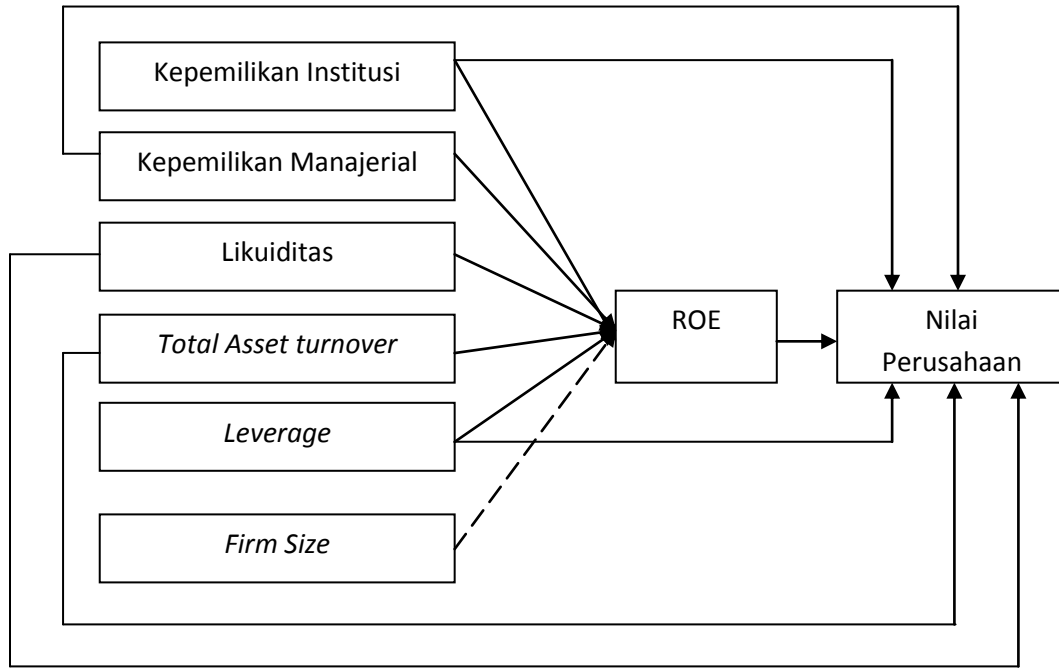 Kepemilikan Institusi
Kepemilikan Manajerial
Likuiditas
Total Asset turnover
Leverage
Firm Size
ROE
Nilai
Perusahaan